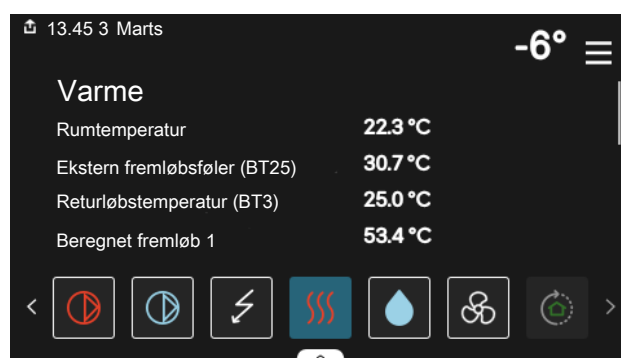 13.45 3 Marts
-6°
Varme
Rumtemperatur 22.3 °C
Ekstern fremløbsføler (BT25) 30.7 °C
Returløbstemperatur (BT3) 25.0 °C
Beregnet fremløb 1 53.4 °C